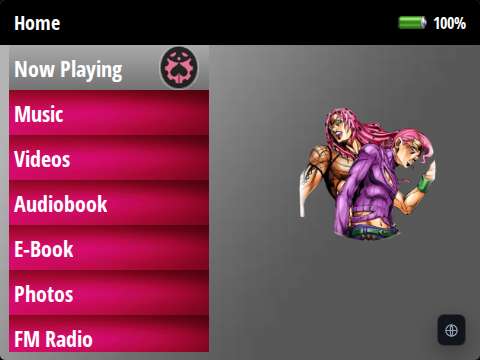 Home
100%
Now Playing
Music
Videos
Audiobook
E-Book
Photos
FM Radio